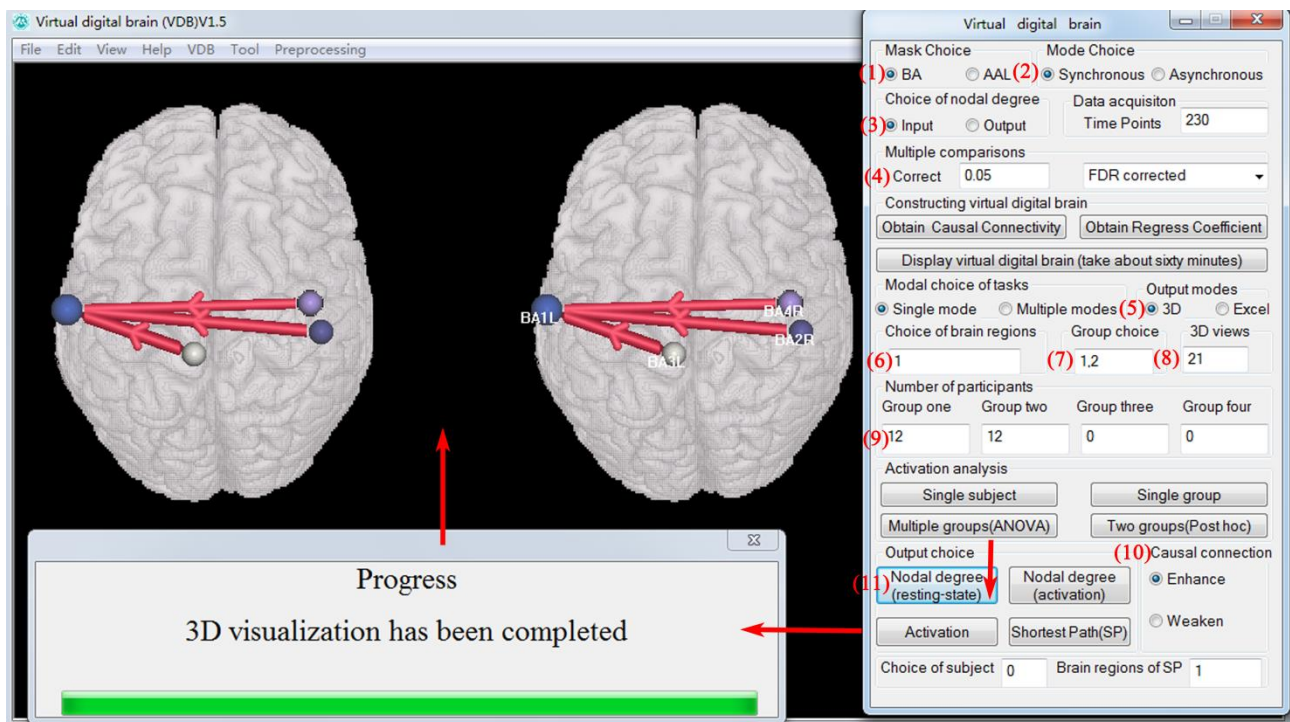 Virtual digital brain (VDB)V1.5
File Edit View Help VDB Tool Preprocessing
BA1L
BA4R
BA2R
BA3L
Progress
3D visualization has been completed
Virtual digital brain
Mask Choice Mode Choice
(1) BA AAL (2) Synchronous Asynchronous
Choice of nodal degree Data acquisiton
(3) Input Output Time Points 230
Multiple comparisons
(4) Correct 0.05 FDR corrected
Constructing virtual digital brain
Obtain Causal Connectivity Obtain Regress Coefficient
Display virtual digital brain (take about sixty minutes)
Modal choice of tasks Output modes
Single mode Multiple modes (5) 3D Excel
Choice of brain regions Group choice 3D views
(6) 1 (7) 1,2 (8) 21
Number of participants
Group one Group two Group three Group four
(9) 12 12 0 0
Activation analysis
Single subject Single group
Multiple groups(ANOVA) Two groups(Post hoc)
Output choice (10) Causal connection
(11) Nodal degree Nodal degree Enhance
(resting-state) (activation)
Activation Shortest Path(SP) Weaken
Choice of subject 0 Brain regions of SP 1